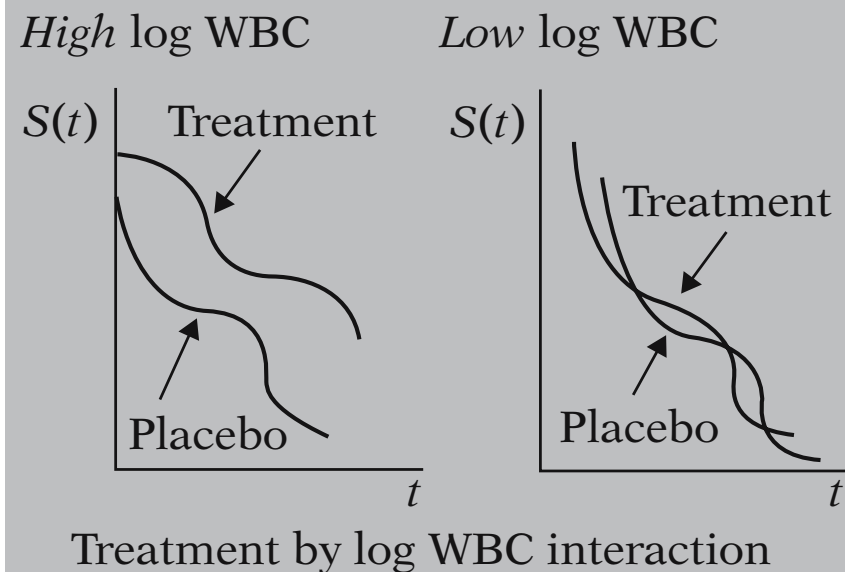 High log WBC
S(t)
Treatment
Placebo
t
Low log WBC
S(t)
Treatment
Placebo
t
Treatment by log WBC interaction